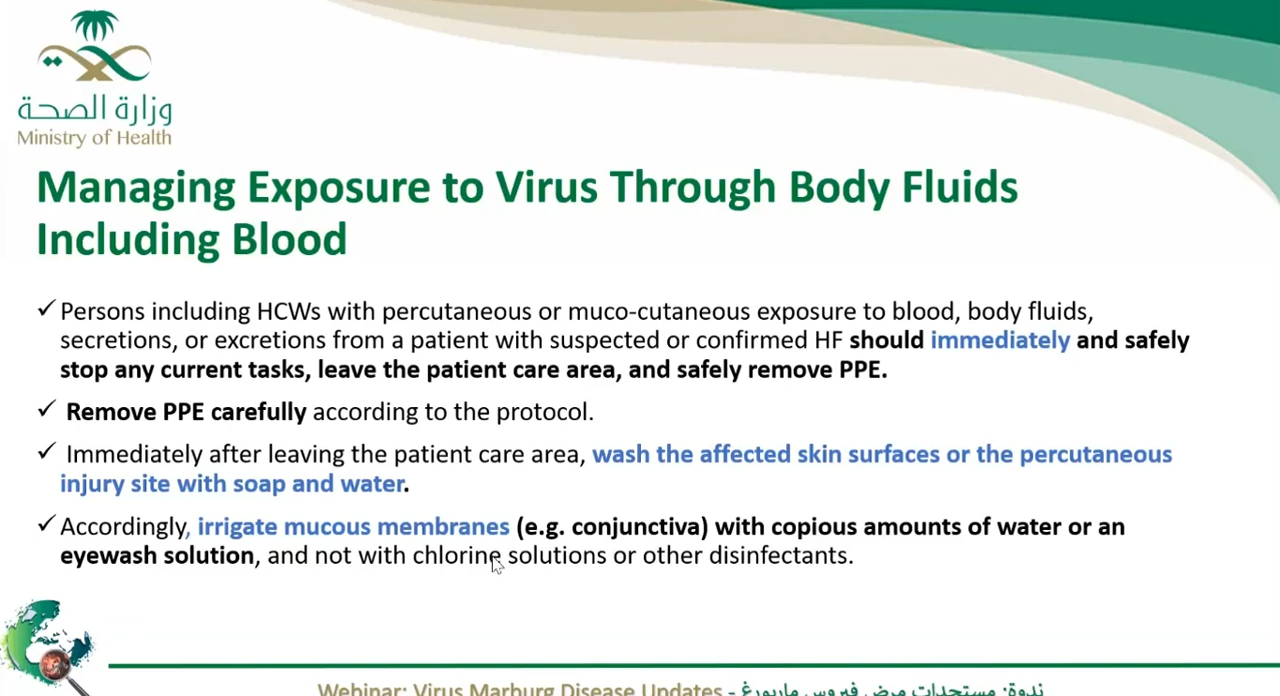 وزارة الصحة
Ministry of Health
Managing Exposure to Virus Through Body Fluids
Including Blood
✓ Persons including HCWs with percutaneous or muco-cutaneous exposure to blood, body fluids,
secretions, or excretions from a patient with suspected or confirmed HF should immediately and safely
stop any current tasks, leave the patient care area, and safely remove PPE.
✓ Remove PPE carefully according to the protocol.
✓ Immediately after leaving the patient care area, wash the affected skin surfaces or the percutaneous
injury site with soap and water.
✓ Accordingly, irrigate mucous membranes (e.g. conjunctiva) with copious amounts of water or an
eyewash solution, and not with chlorine solutions or other disinfectants.
Webinar: Virus Marburg Disease Updates - ندوة: مستجدات مرض فيروس ماربورغ